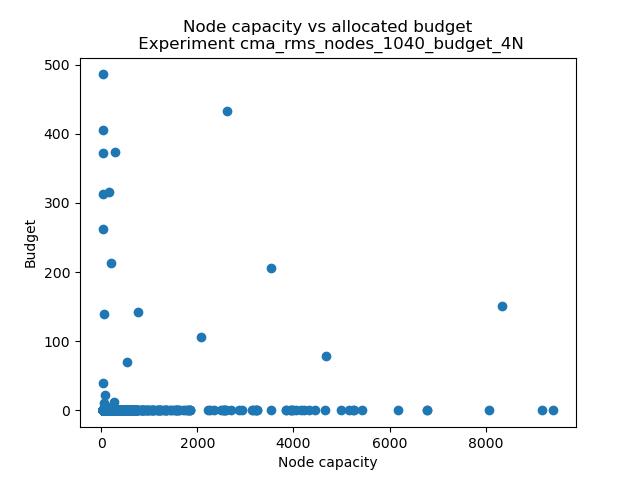 Node capacity vs allocated budget
Experiment cma_rms_nodes_1040_budget_4N
500
400
300
200
100
0
Budget
0 2000 4000 6000 8000
Node capacity